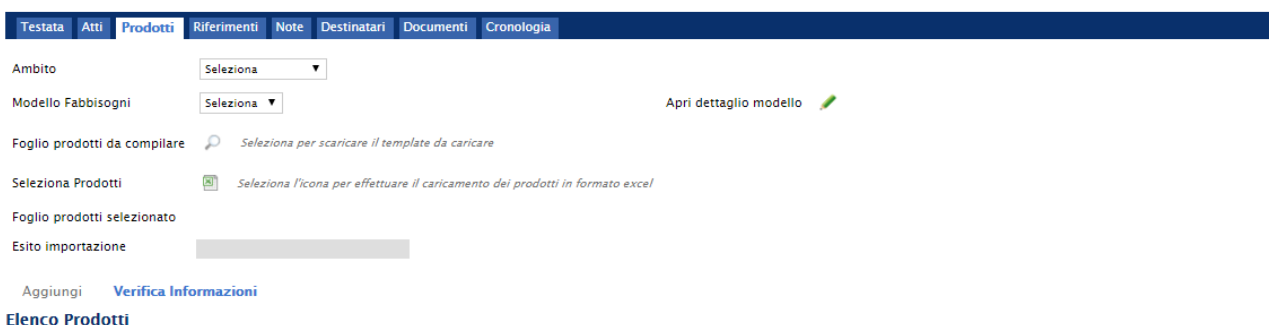 Testata Atti Prodotti Riferimenti Note Destinatari Documenti Cronologia
Ambito Seleziona
Modello Fabbisogni Seleziona Apri dettaglio modello
Foglio prodotti da compilare Seleziona per scaricare il template da caricare
Seleziona Prodotti Seleziona l'icona per effettuare il caricamento dei prodotti in formato excel
Foglio prodotti selezionato
Esito importazione
Aggiungi Verifica Informazioni
Elenco Prodotti